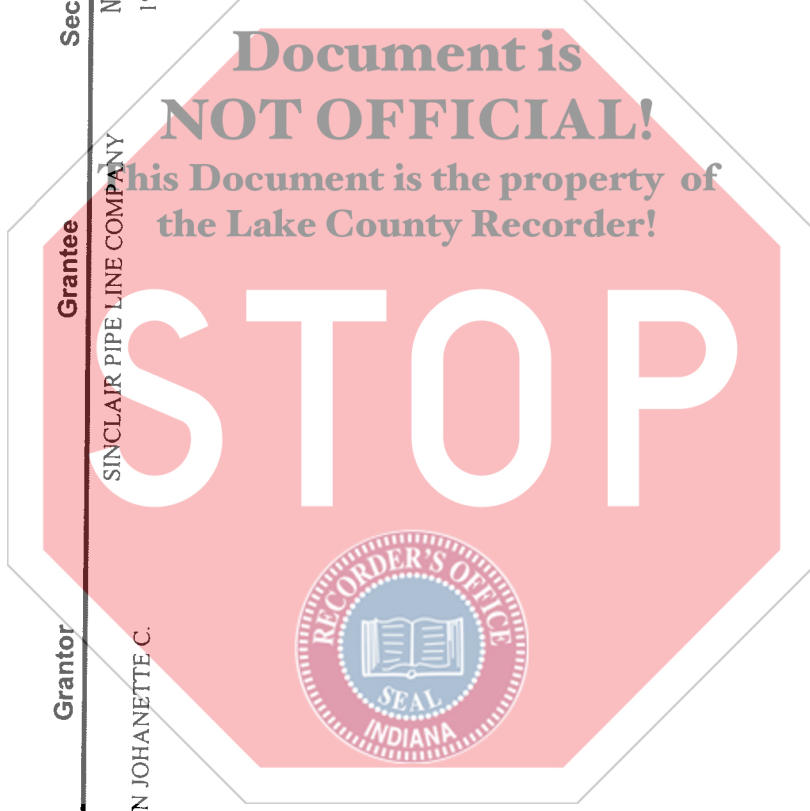 Document is
NOT OFFICIAL!
This Document is the property of
the Lake County Recorder!
STOP
RECORDER'S OFFICE
SEAL
INDIANA
Sec
Grantee
Grantor
SINCLAIR PIPE LINE COMPANY
N JOHANETTE C.